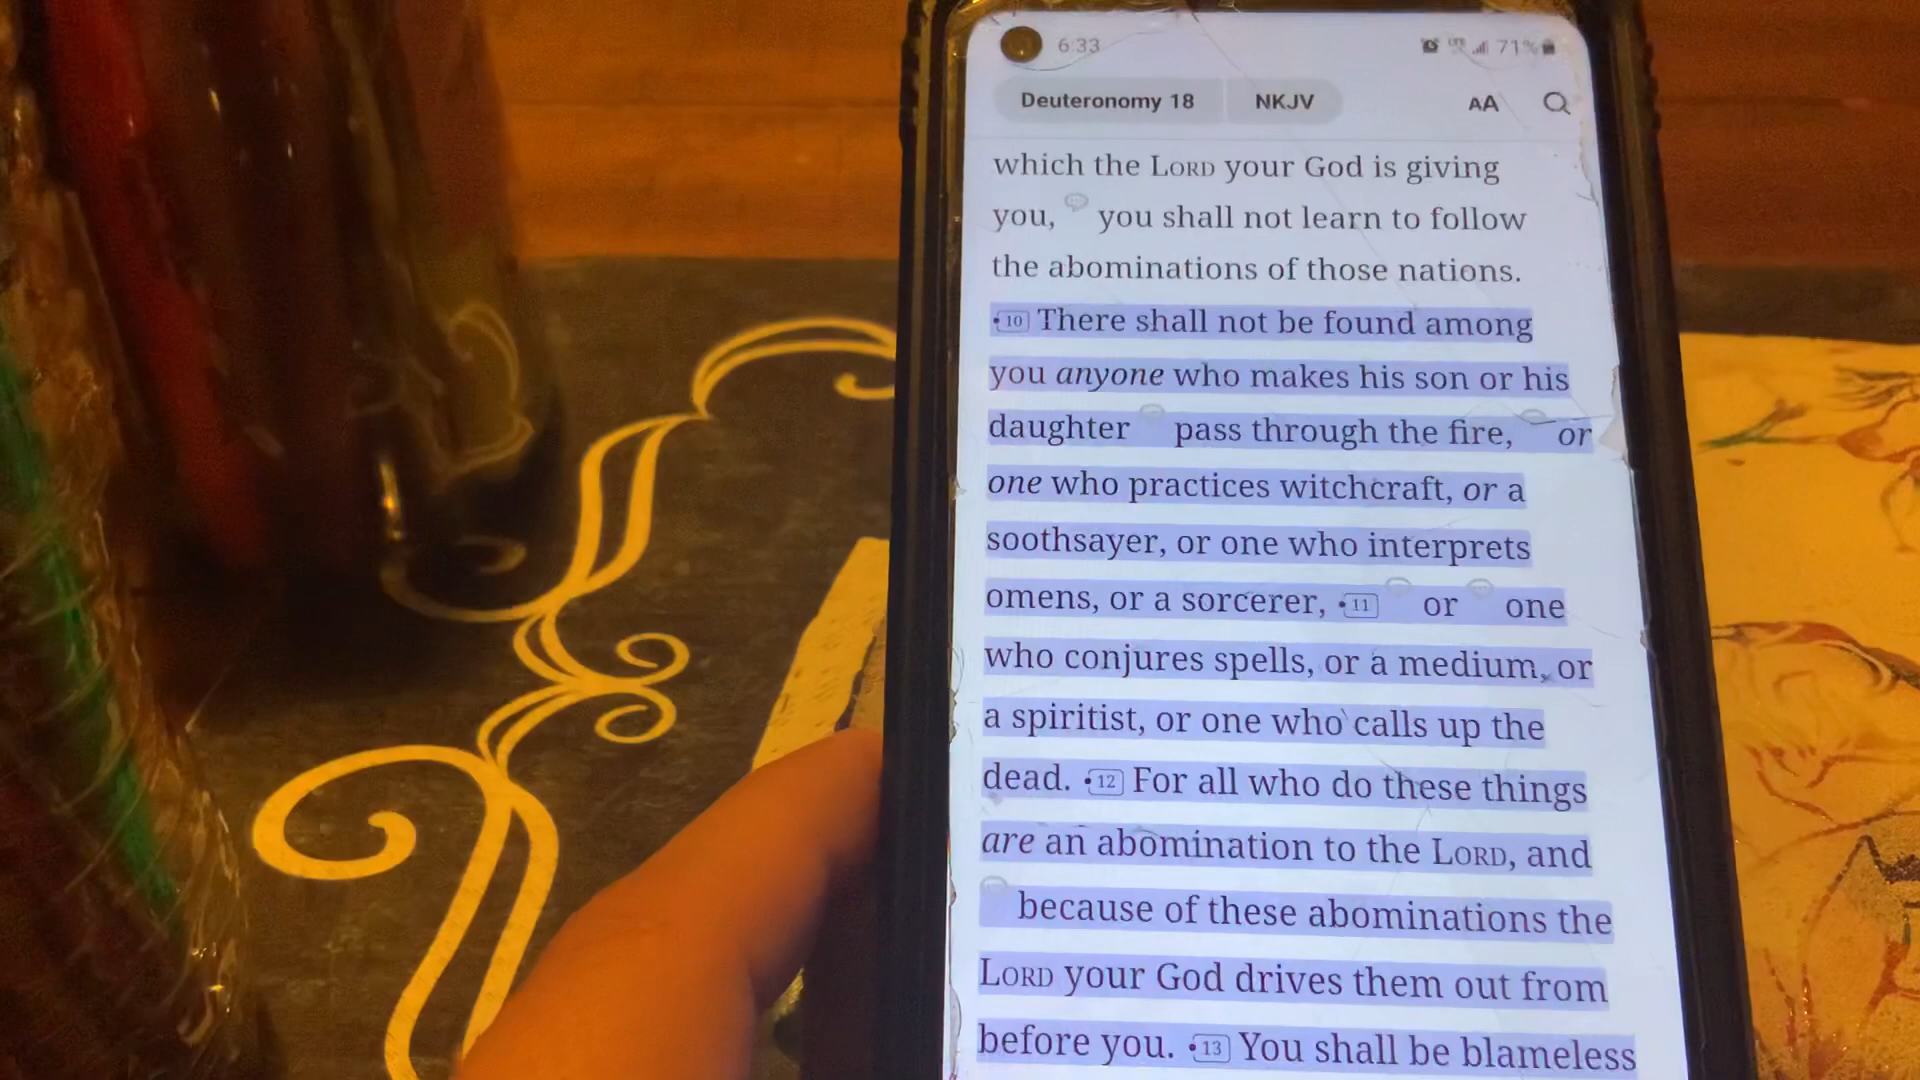 6:33 LTE 71%
Deuteronomy 18 NKJV AA
which the LORD your God is giving
you, you shall not learn to follow
the abominations of those nations.
10 There shall not be found among
you anyone who makes his son or his
daughter pass through the fire, or
one who practices witchcraft, or a
soothsayer, or one who interprets
omens, or a sorcerer, 11 or one
who conjures spells, or a medium, or
a spiritist, or one who calls up the
dead. 12 For all who do these things
are an abomination to the LORD, and
because of these abominations the
LORD your God drives them out from
before you. 13 You shall be blameless